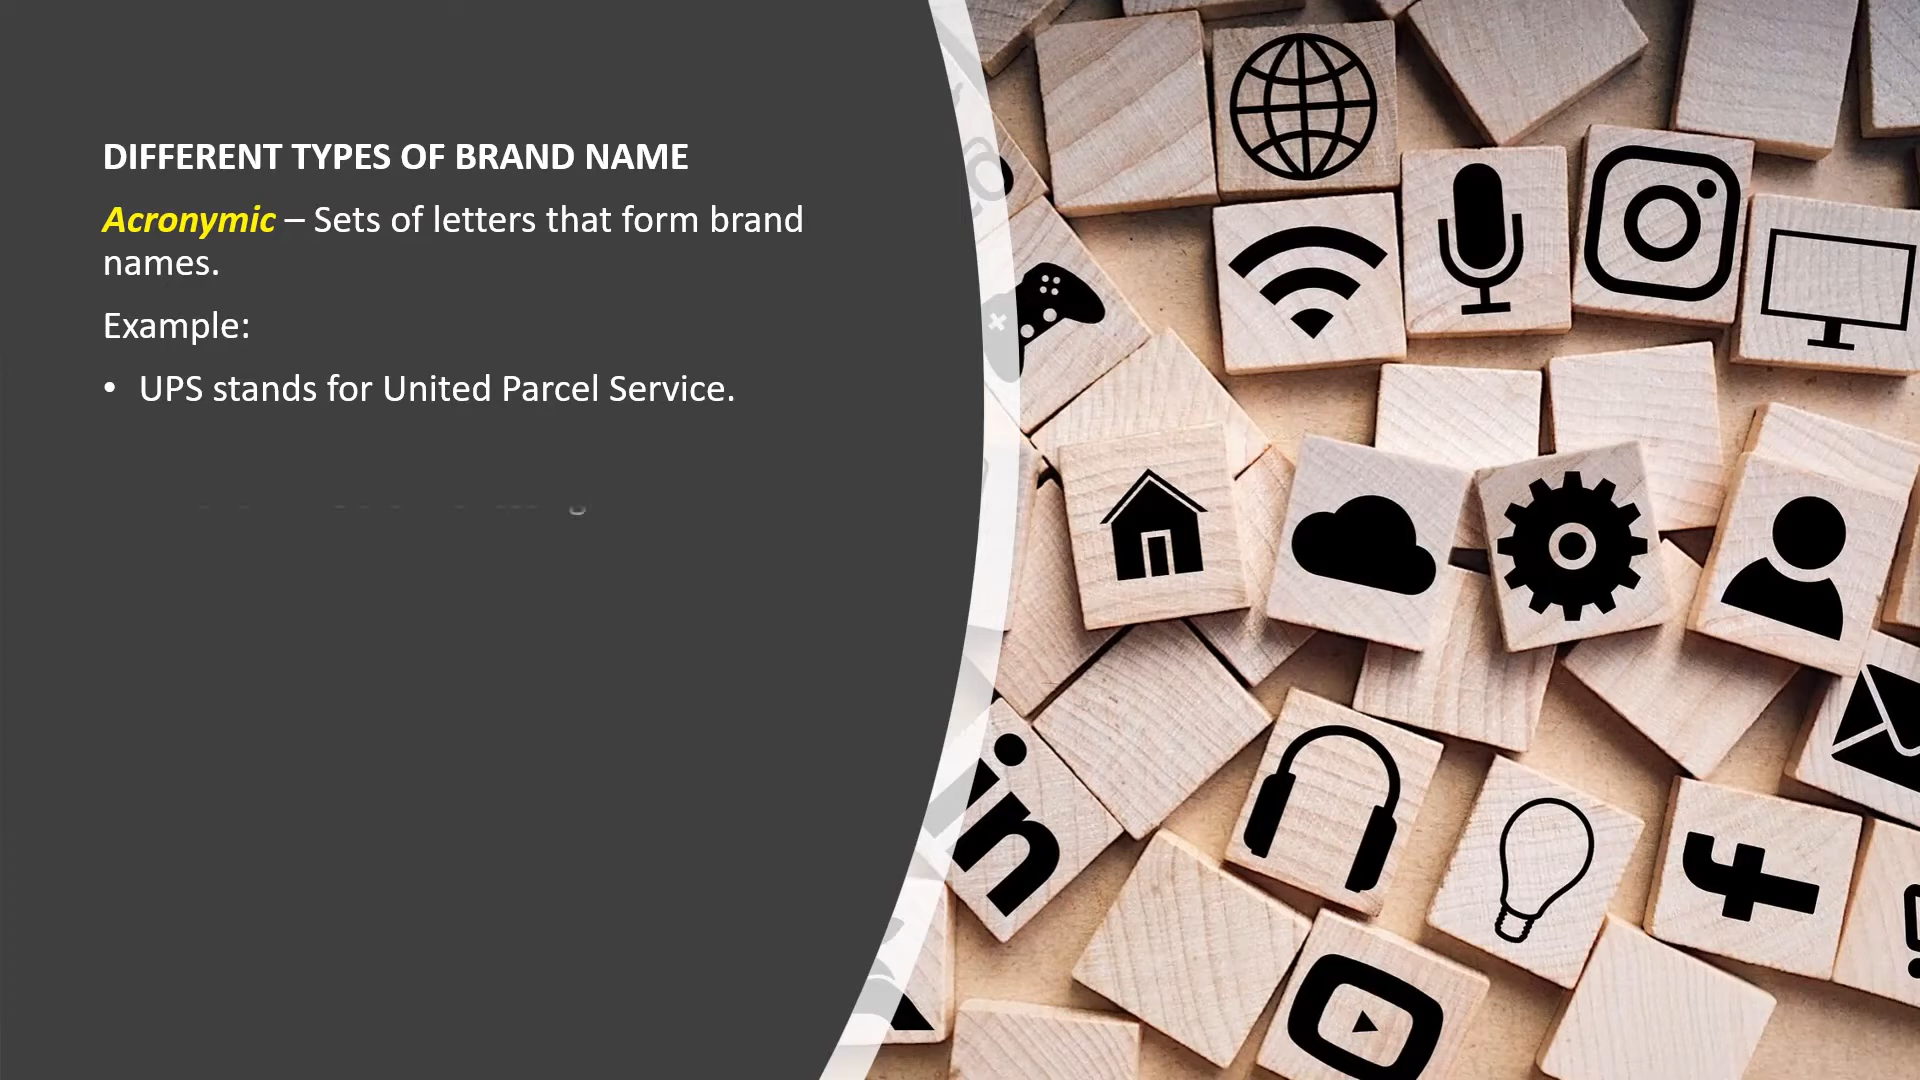 DIFFERENT TYPES OF BRAND NAME
Acronymic – Sets of letters that form brand
names.
Example:
• UPS stands for United Parcel Service.
in
f